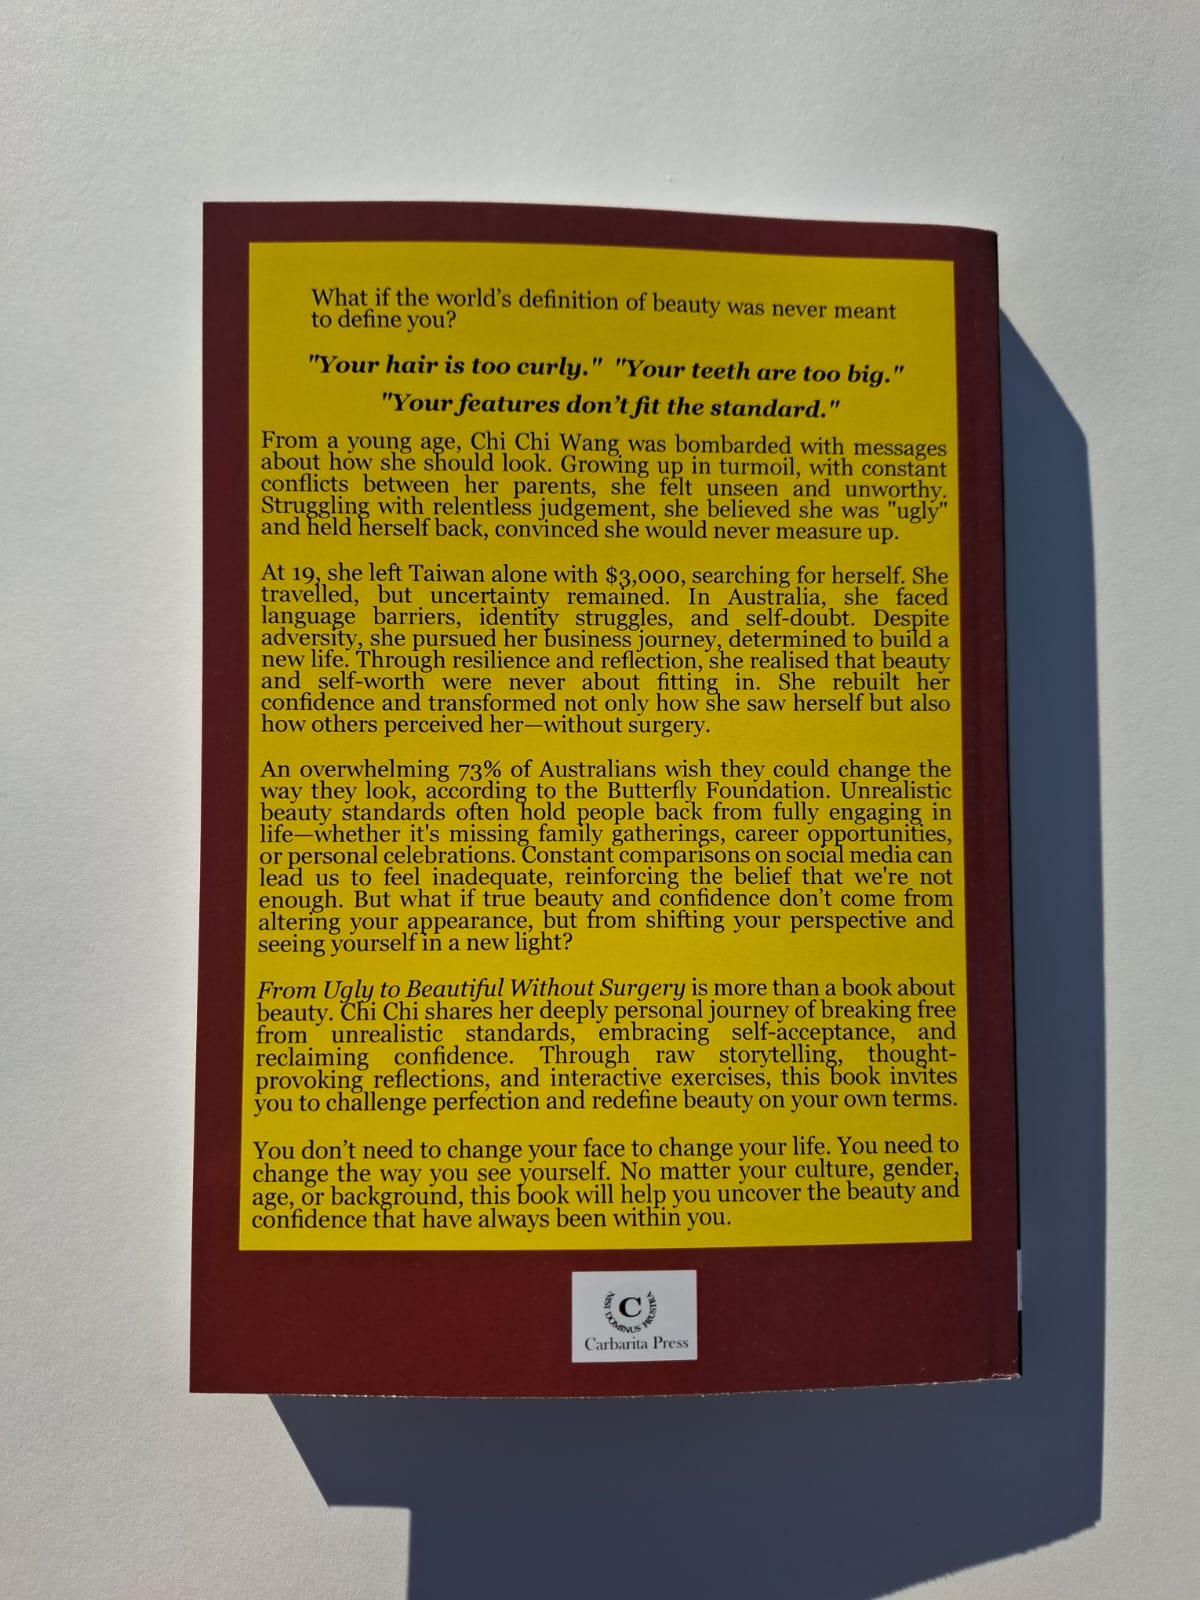 What if the world's definition of beauty was never meant
to define you?
"Your hair is too curly." "Your teeth are too big."
"Your features don't fit the standard."
From a young age, Chi Chi Wang was bombarded with messages
about how she should look. Growing up in turmoil, with constant
conflicts between her parents, she felt unseen and unworthy.
Struggling with relentless judgement, she believed she was "ugly"
and held herself back, convinced she would never measure up.
At 19, she left Taiwan alone with $3,000, searching for herself. She
travelled, but uncertainty remained. In Australia, she faced
language barriers, identity struggles, and self-doubt. Despite
adversity, she pursued her business journey, determined to build a
new life. Through resilience and reflection, she realised that beauty
and self-worth were never about fitting in. She rebuilt her
confidence and transformed not only how she saw herself but also
how others perceived her—without surgery.
An overwhelming 73% of Australians wish they could change the
way they look, according to the Butterfly Foundation. Unrealistic
beauty standards often hold people back from fully engaging in
life—whether it's missing family gatherings, career opportunities,
or personal celebrations. Constant comparisons on social media can
lead us to feel inadequate, reinforcing the belief that we're not
enough. But what if true beauty and confidence don't come from
altering your appearance, but from shifting your perspective and
seeing yourself in a new light?
From Ugly to Beautiful Without Surgery is more than a book about
beauty. Chi Chi shares her deeply personal journey of breaking free
from unrealistic standards, embracing self-acceptance, and
reclaiming confidence. Through raw storytelling, thought-
provoking reflections, and interactive exercises, this book invites
you to challenge perfection and redefine beauty on your own terms.
You don't need to change your face to change your life. You need to
change the way you see yourself. No matter your culture, gender,
age, or background, this book will help you uncover the beauty and
confidence that have always been within you.
C
NISI DOMINUS FRUSTRA
Carbarita Press